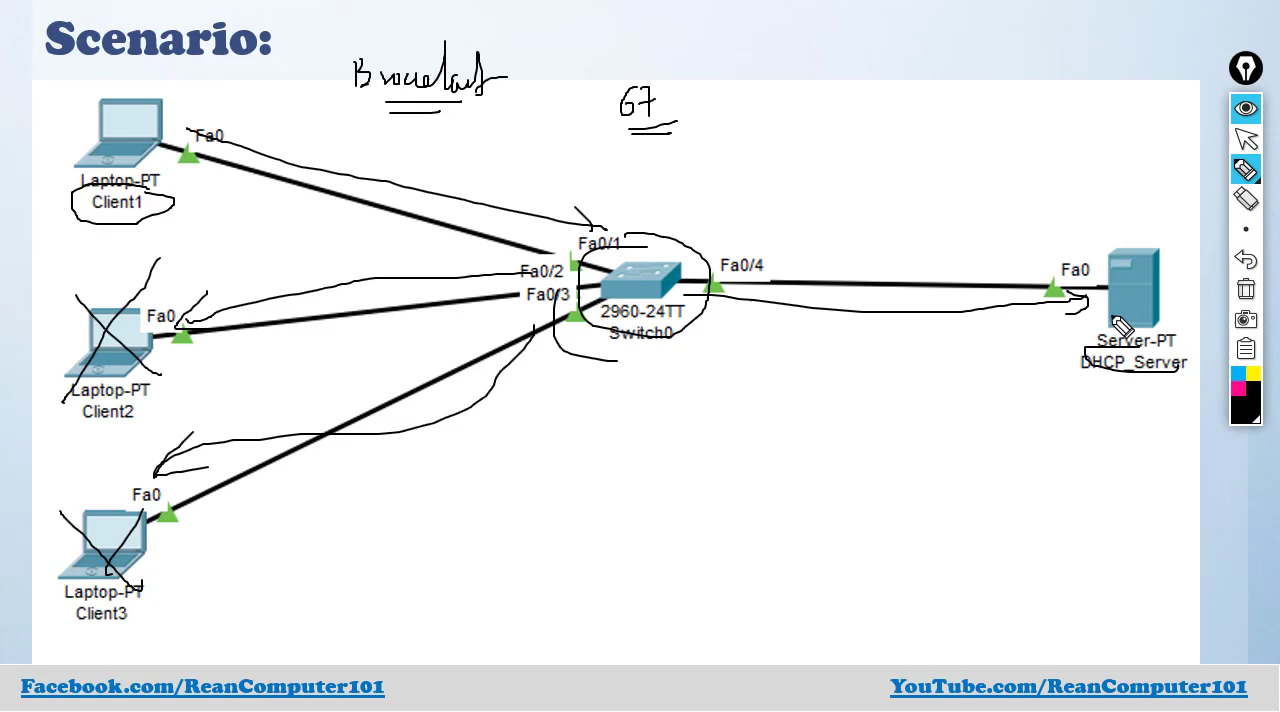 Scenario:
Broadcast
67
Fa0
Laptop-PT
Client1
Fa0/1
Fa0/2
Fa0/3
Fa0/4
Fa0
2960-24TT
Switch0
Server-PT
DHCP_Server
Fa0
Laptop-PT
Client2
Fa0
Laptop-PT
Client3
Facebook.com/ReanComputer101
YouTube.com/ReanComputer101